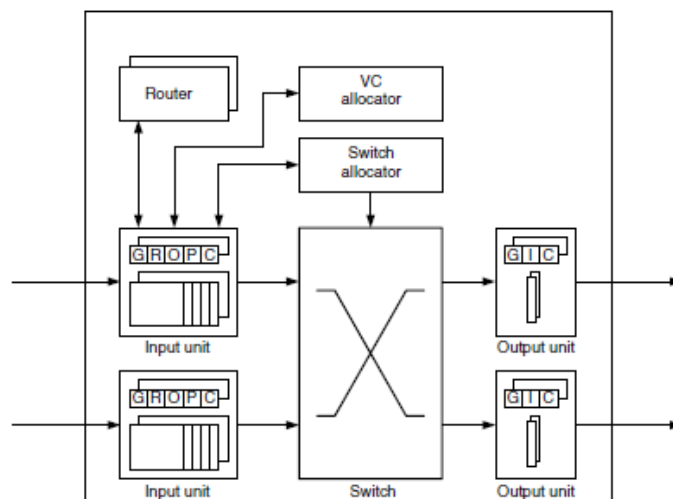 Router
VC
allocator
Switch
allocator
G R O P C
G I C
Input unit
Output unit
G R O P C
G I C
Input unit
Switch
Output unit